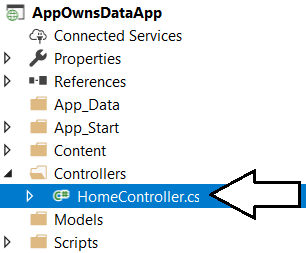 AppOwnsDataApp
Connected Services
Properties
References
App_Data
App_Start
Content
Controllers
C# HomeController.cs
Models
Scripts